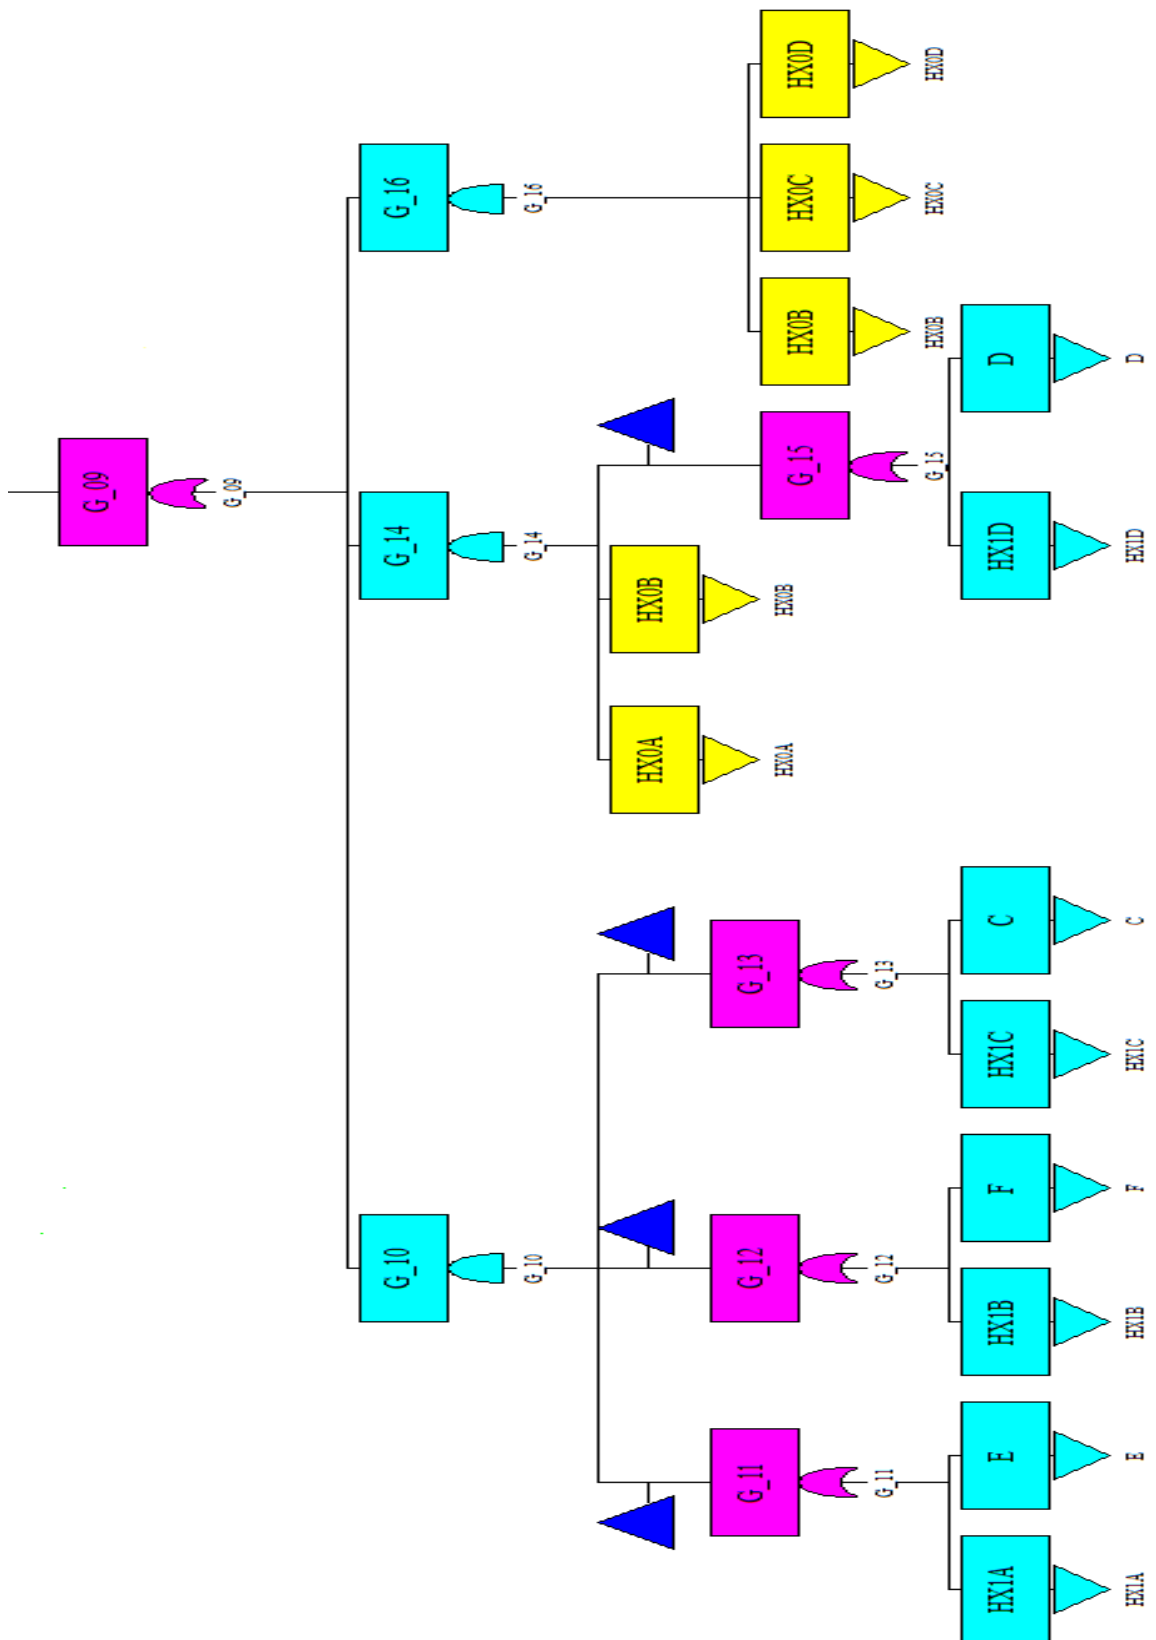 G_09
G_09
G_10
G_14
G_16
G_10
G_14
G_16
HX0A
HX0B
HX0A
HX0B
G_11
G_12
G_13
G_15
HX0B
HX0C
HX0D
G_11
G_12
G_13
G_15
HX0B
HX0C
HX0D
HX1A
E
HX1B
F
HX1C
C
HX1D
D
HX1A
E
HX1B
F
HX1C
C
HX1D
D